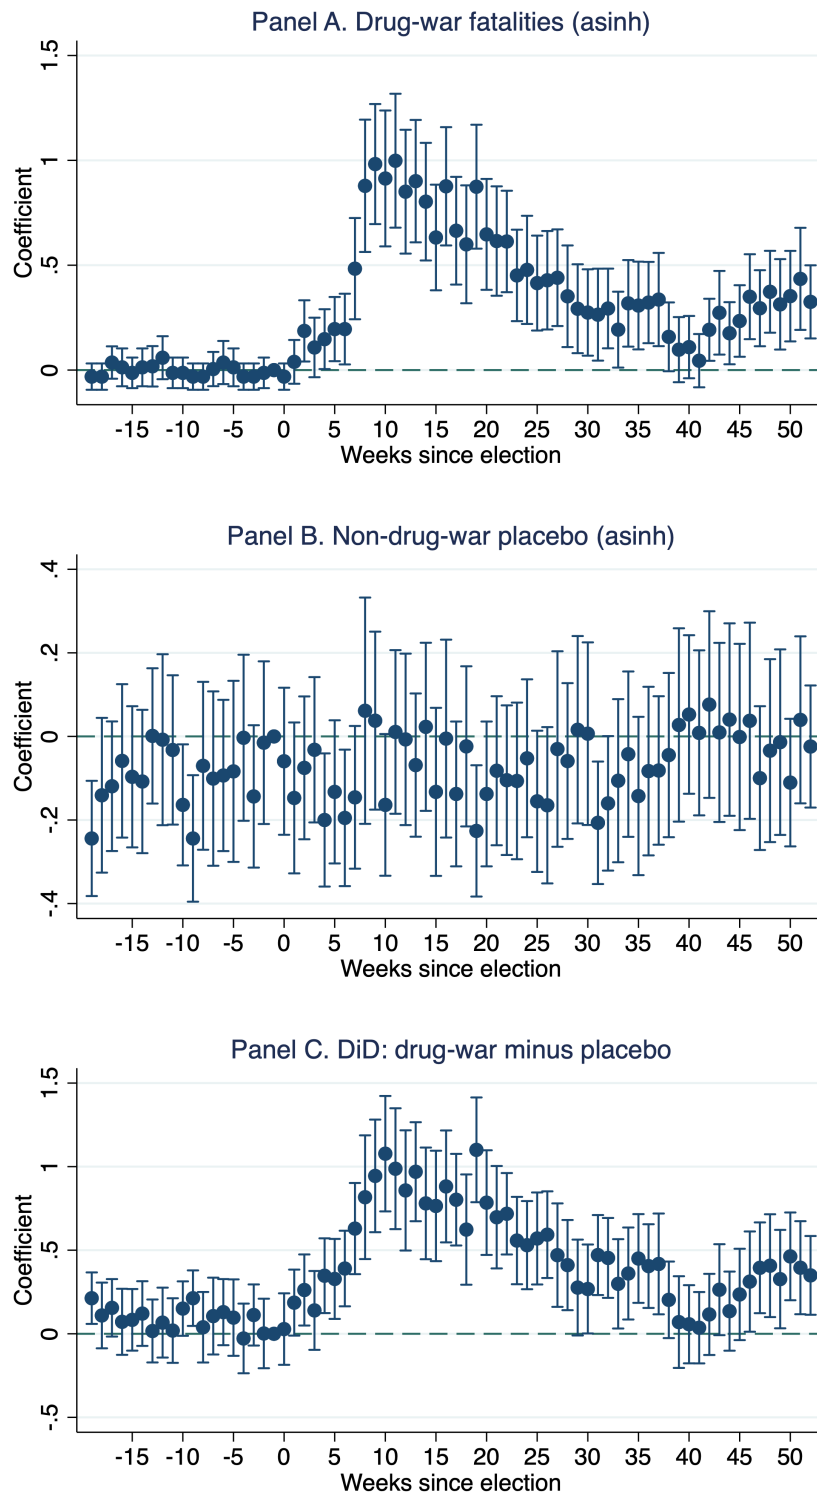 Panel A. Drug-war fatalities (asinh)
1.5
1
.5
0
Coefficient
-15 -10 -5 0 5 10 15 20 25 30 35 40 45 50
Weeks since election
Panel B. Non-drug-war placebo (asinh)
.4
.2
0
-.2
-.4
Coefficient
-15 -10 -5 0 5 10 15 20 25 30 35 40 45 50
Weeks since election
Panel C. DiD: drug-war minus placebo
1.5
1
.5
0
-.5
Coefficient
-15 -10 -5 0 5 10 15 20 25 30 35 40 45 50
Weeks since election